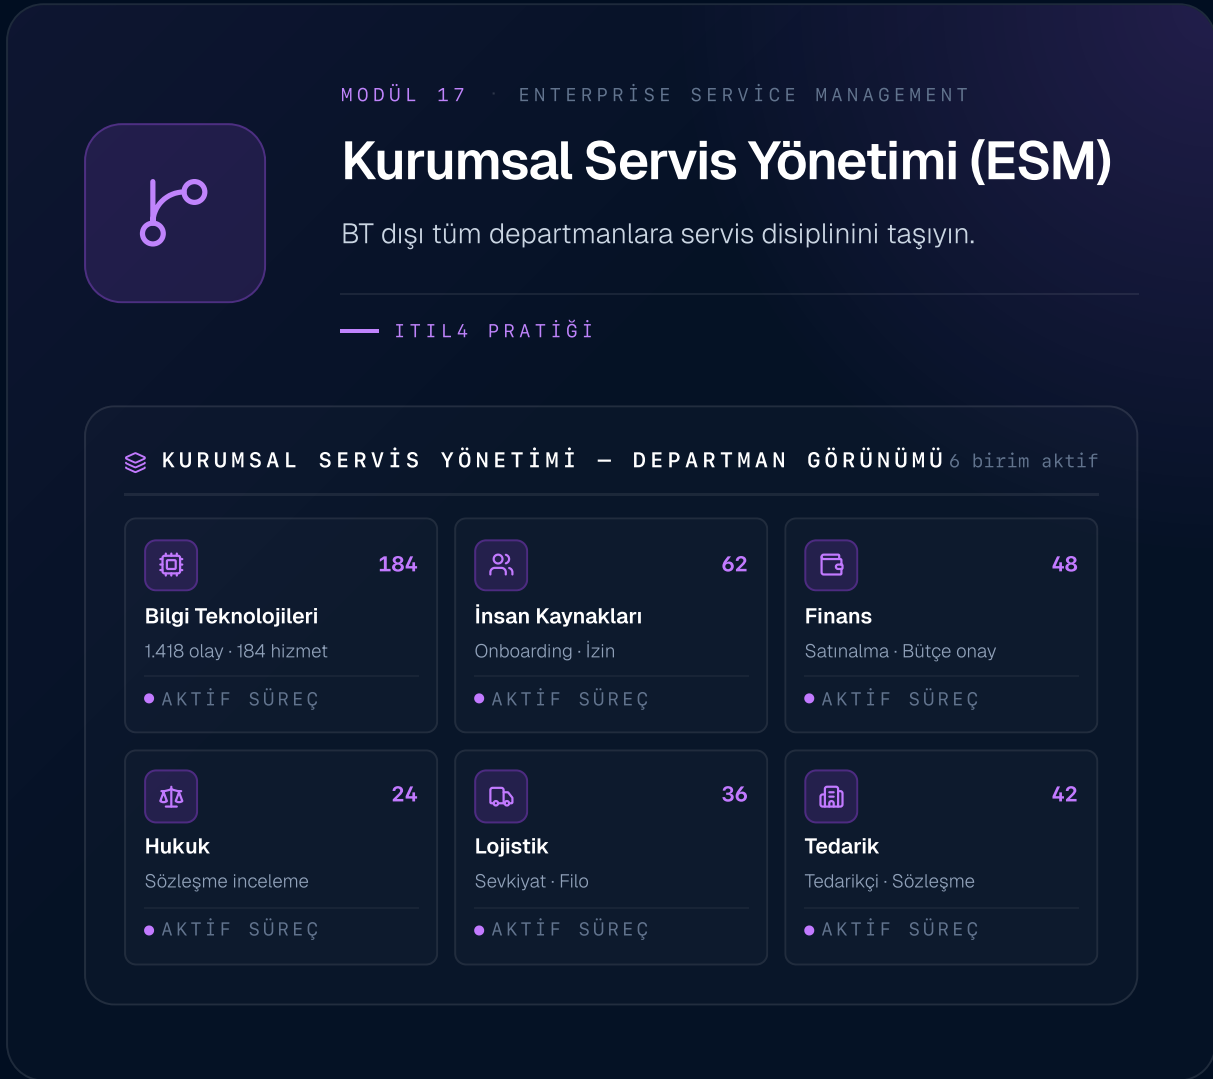 MODÜL 17 · ENTERPRİSE SERVİCE MANAGEMENT
Kurumsal Servis Yönetimi (ESM)
BT dışı tüm departmanlara servis disiplinini taşıyın.
ITIL4 PRATİĞİ
KURUMSAL SERVİS YÖNETİMİ — DEPARTMAN GÖRÜNÜMÜ 6 birim aktif
184
Bilgi Teknolojileri
1.418 olay · 184 hizmet
AKTİF SÜREÇ
62
İnsan Kaynakları
Onboarding · İzin
AKTİF SÜREÇ
48
Finans
Satınalma · Bütçe onay
AKTİF SÜREÇ
24
Hukuk
Sözleşme inceleme
AKTİF SÜREÇ
36
Lojistik
Sevkiyat · Filo
AKTİF SÜREÇ
42
Tedarik
Tedarikçi · Sözleşme
AKTİF SÜREÇ